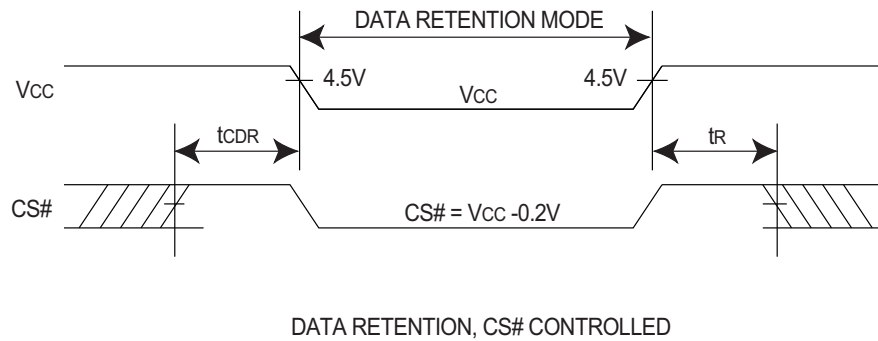 DATA RETENTION MODE
VCC
4.5V
VCC
4.5V
tCDR
tR
CS#
CS# = VCC -0.2V
DATA RETENTION, CS# CONTROLLED